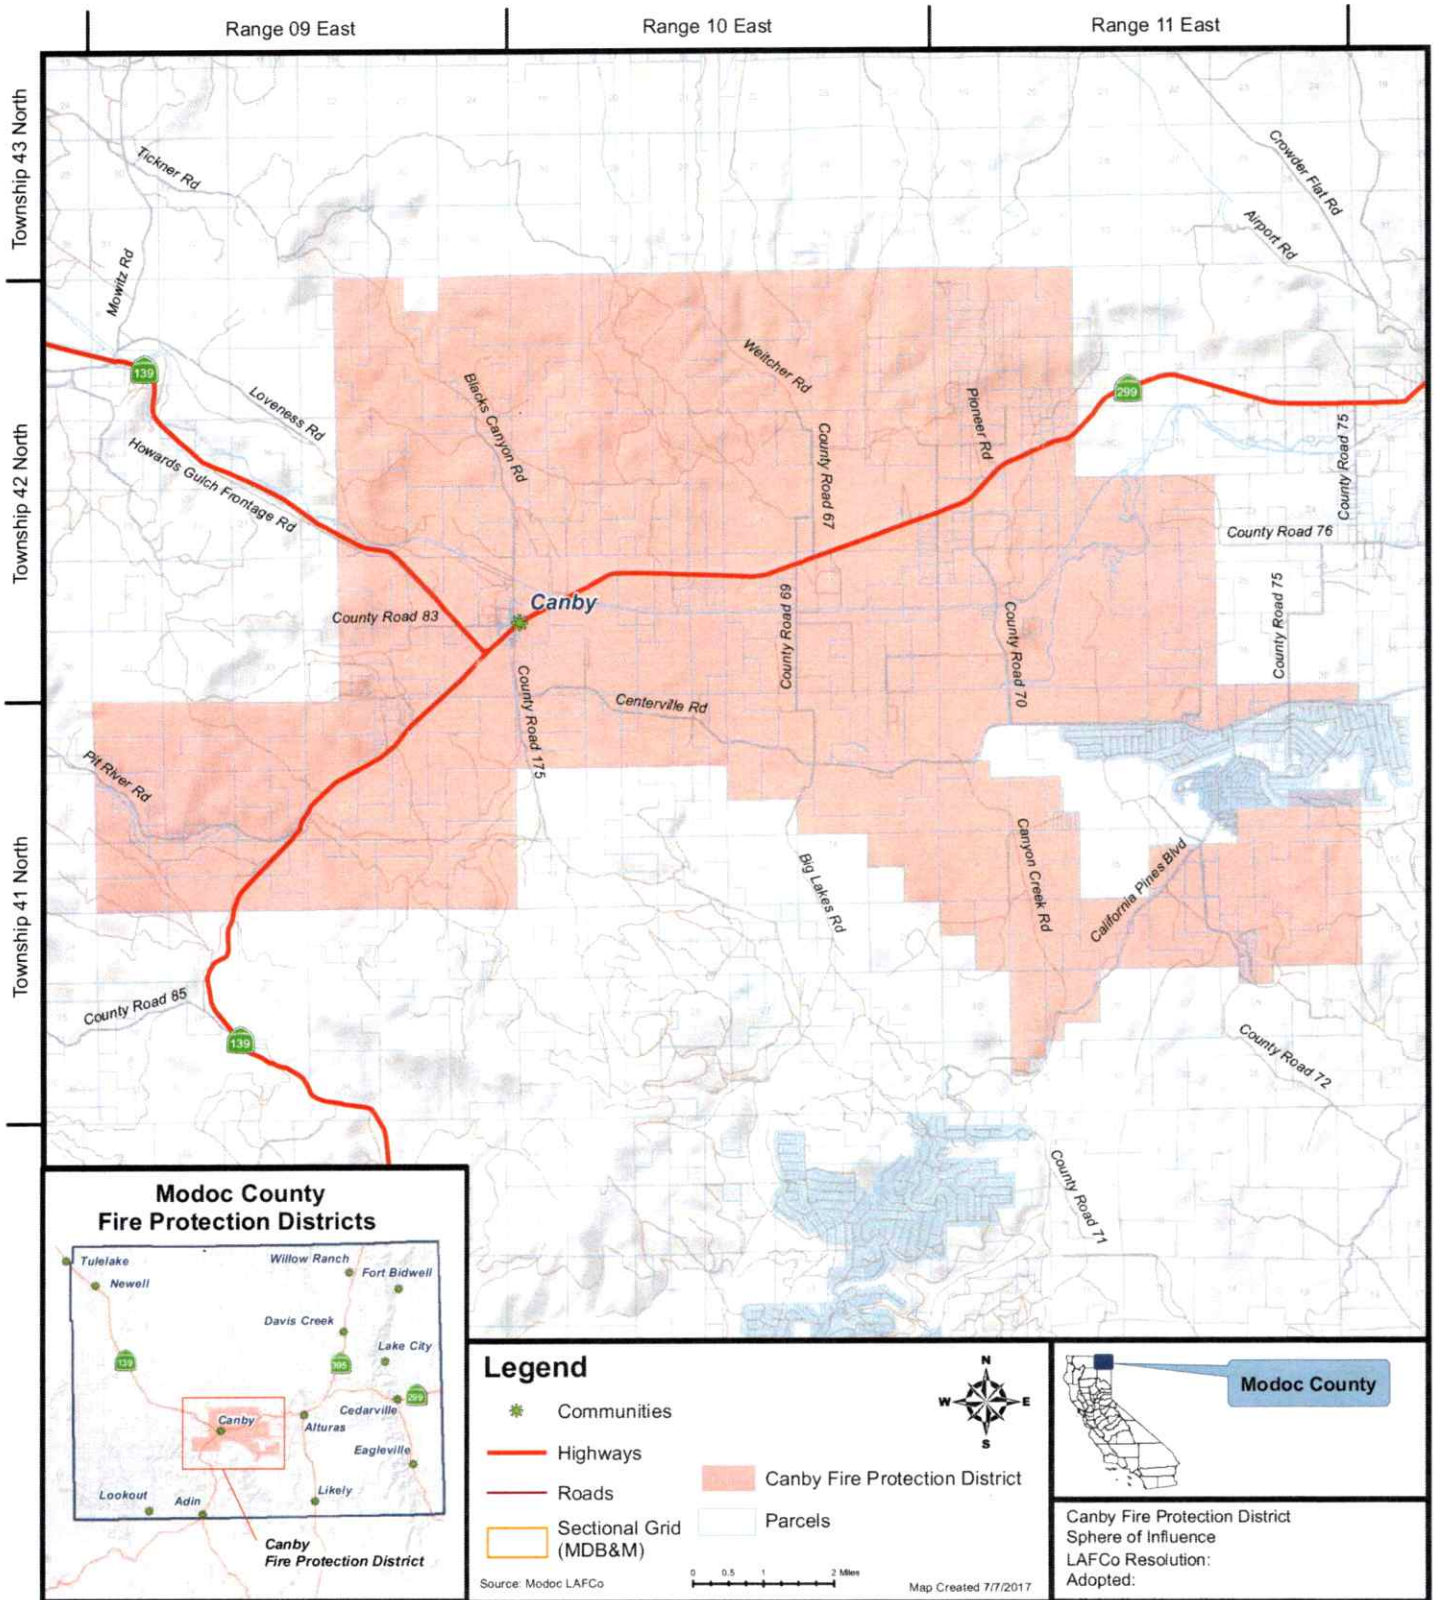 Range 09 East
Range 10 East
Range 11 East
Township 43 North
Township 42 North
Township 41 North
Tickner Rd
Mowitz Rd
Crowder Flat Rd
Airport Rd
139
Loveness Rd
Howards Gulch Frontage Rd
Blacks Canyon Rd
Weitcher Rd
County Road 67
Pioneer Rd
299
County Road 75
County Road 76
County Road 75
County Road 83
Canby
County Road 69
County Road 70
County Road 175
Centerville Rd
Pit River Rd
Big Lakes Rd
Canyon Creek Rd
California Pines Blvd
County Road 85
139
County Road 72
County Road 71
Modoc County
Fire Protection Districts
Tulelake
Newell
Willow Ranch
Fort Bidwell
Davis Creek
Lake City
139
395
299
Cedarville
Canby
Alturas
Eagleville
Lookout
Adin
Likely
Canby
Fire Protection District
Legend
Communities
Highways
Roads
Sectional Grid
(MDB&M)
Canby Fire Protection District
Parcels
N
W E
S
Source: Modoc LAFCo
0 0.5 1 2 Miles
Map Created 7/7/2017
Modoc County
Canby Fire Protection District
Sphere of Influence
LAFCo Resolution:
Adopted: